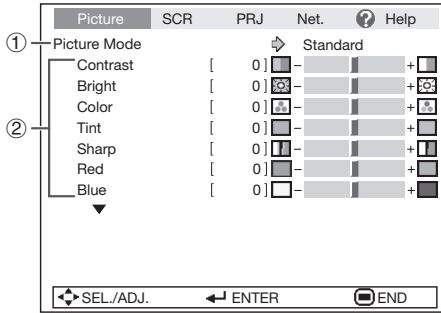 Picture SCR PRJ Net. ? Help
① Picture Mode Standard
Contrast [ 0 ] – +
Bright [ 0 ] – +
② Color [ 0 ] – +
Tint [ 0 ] – +
Sharp [ 0 ] – +
Red [ 0 ] – +
Blue [ 0 ] – +
SEL./ADJ. ENTER END